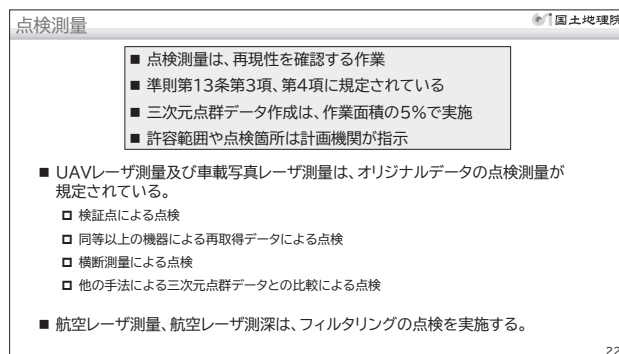 点検測量
国土地理院
■ 点検測量は、再現性を確認する作業
■ 準則第13条第3項、第4項に規定されている
■ 三次元点群データ作成は、作業面積の5%で実施
■ 許容範囲や点検箇所は計画機関が指示
■ UAVレーザ測量及び車載写真レーザ測量は、オリジナルデータの点検測量が
規定されている。
検証点による点検
同等以上の機器による再取得データによる点検
横断測量による点検
他の手法による三次元点群データとの比較による点検
■ 航空レーザ測量、航空レーザ測深は、フィルタリングの点検を実施する。
22